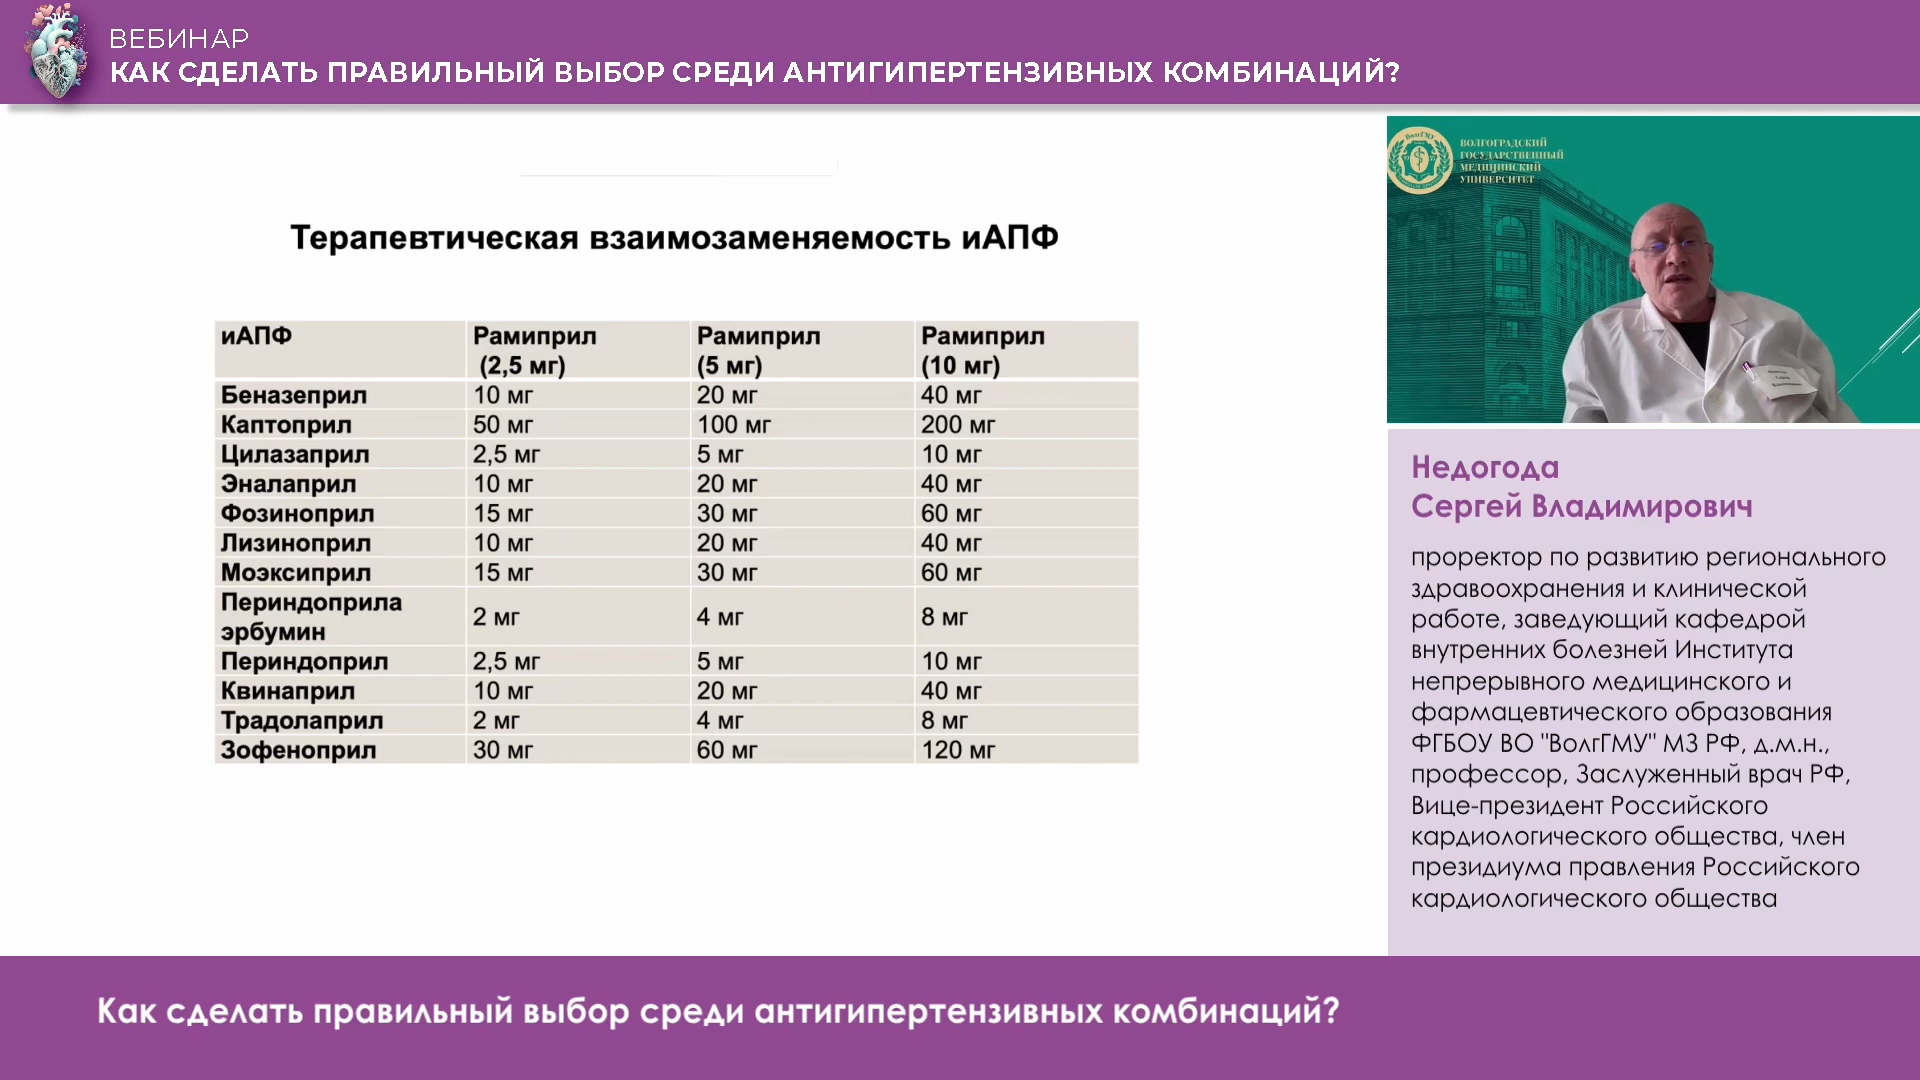 ВЕБИНАР
КАК СДЕЛАТЬ ПРАВИЛЬНЫЙ ВЫБОР СРЕДИ АНТИГИПЕРТЕНЗИВНЫХ КОМБИНАЦИЙ?
Терапевтическая взаимозаменяемость иАПФ
иАПФ Рамиприл (2,5 мг) Рамиприл (5 мг) Рамиприл (10 мг)
Беназеприл 10 мг 20 мг 40 мг
Каптоприл 50 мг 100 мг 200 мг
Цилазаприл 2,5 мг 5 мг 10 мг
Эналаприл 10 мг 20 мг 40 мг
Фозиноприл 15 мг 30 мг 60 мг
Лизиноприл 10 мг 20 мг 40 мг
Моэксиприл 15 мг 30 мг 60 мг
Периндоприла эрбумин 2 мг 4 мг 8 мг
Периндоприл 2,5 мг 5 мг 10 мг
Квинаприл 10 мг 20 мг 40 мг
Традолаприл 2 мг 4 мг 8 мг
Зофеноприл 30 мг 60 мг 120 мг
ВолгГМУ
ВОЛГОГРАДСКИЙ
ГОСУДАРСТВЕННЫЙ
МЕДИЦИНСКИЙ
УНИВЕРСИТЕТ
Недогода
Сергей Владимирович
проректор по развитию регионального
здравоохранения и клинической
работе, заведующий кафедрой
внутренних болезней Института
непрерывного медицинского и
фармацевтического образования
ФГБОУ ВО "ВолгГМУ" МЗ РФ, д.м.н.,
профессор, Заслуженный врач РФ,
Вице-президент Российского
кардиологического общества, член
президиума правления Российского
кардиологического общества
Как сделать правильный выбор среди антигипертензивных комбинаций?